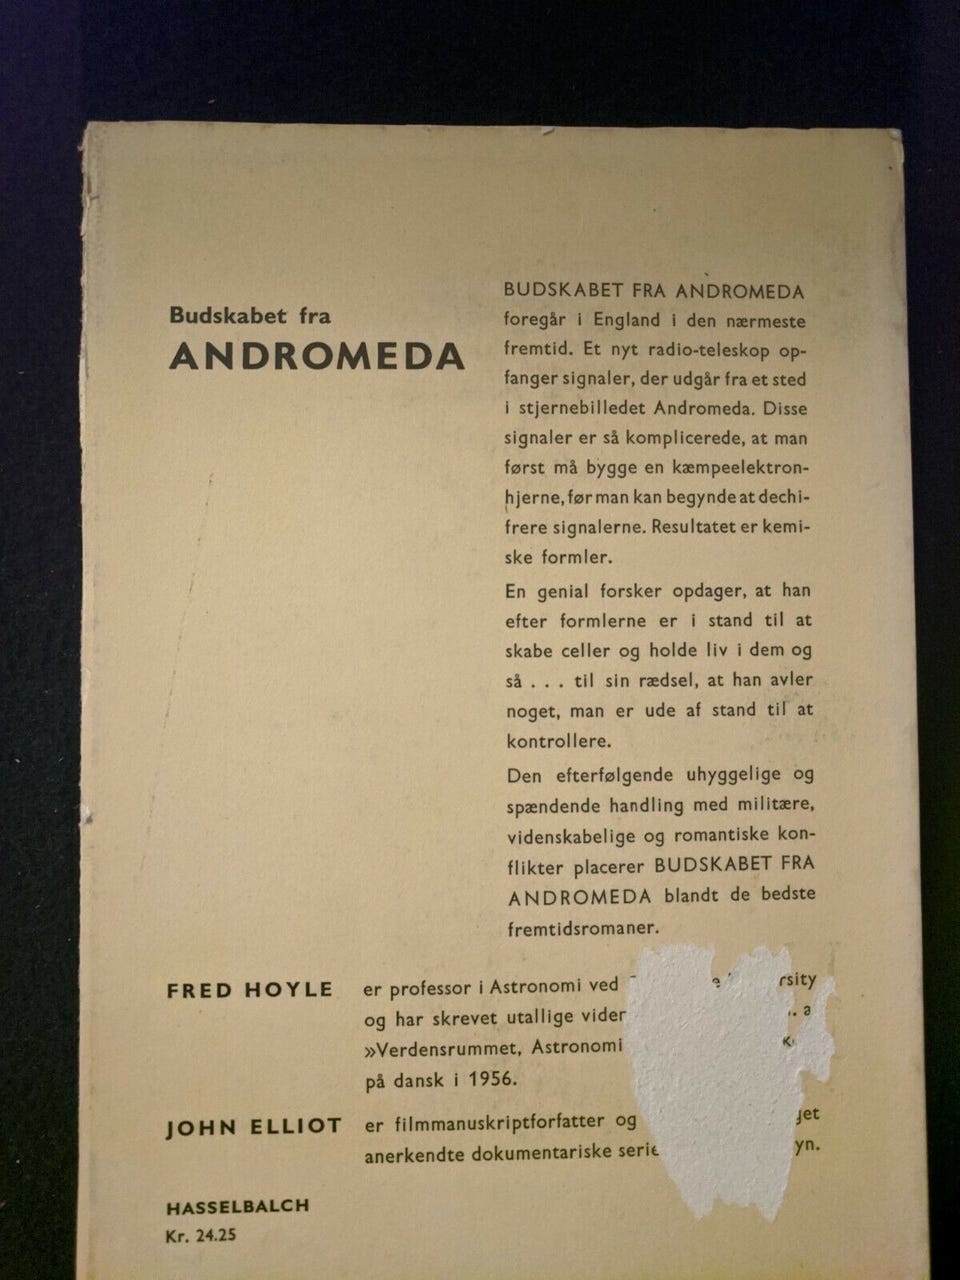 Budskabet fra
ANDROMEDA
BUDSKABET FRA ANDROMEDA
foregår i England i den nærmeste
fremtid. Et nyt radio-teleskop op-
fanger signaler, der udgår fra et sted
i stjernebilledet Andromeda. Disse
signaler er så komplicerede, at man
først må bygge en kæmpeelektron-
hjerne, før man kan begynde at dechi-
frere signalerne. Resultatet er kemi-
ske formler.
En genial forsker opdager, at han
efter formlerne er i stand til at
skabe celler og holde liv i dem og
så . . . til sin rædsel, at han avler
noget, man er ude af stand til at
kontrollere.
Den efterfølgende uhyggelige og
spændende handling med militære,
videnskabelige og romantiske kon-
flikter placerer BUDSKABET FRA
ANDROMEDA blandt de bedste
fremtidsromaner.
FRED HOYLE er professor i Astronomi ved
og har skrevet utallige
»Verdensrummet, Astronomi
på dansk i 1956.
JOHN ELLIOT er filmmanuskriptforfatter og
anerkendte dokumentariske
HASSELBALCH
Kr. 24.25